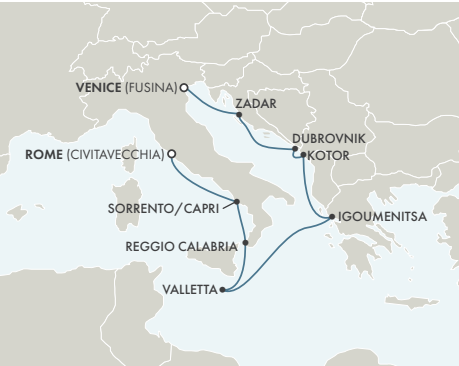 VENICE (FUSINA)
ZADAR
DUBROVNIK
KOTOR
ROME (CIVITAVECCHIA)
SORRENTO/CAPRI
IGOUMENITSA
REGGIO CALABRIA
VALLETTA